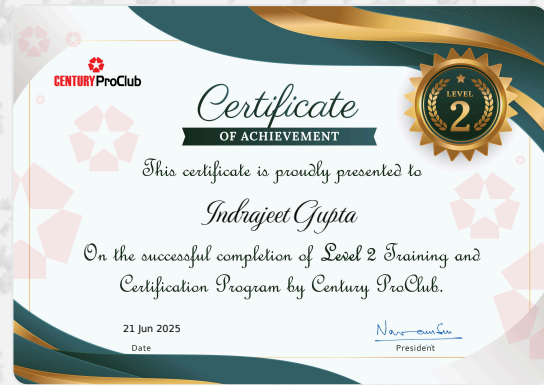 CENTURY ProClub
LEVEL
2
Certificate
OF ACHIEVEMENT
This certificate is proudly presented to
Indrajeet Gupta
On the successful completion of Level 2 Training and
Certification Program by Century ProClub.
21 Jun 2025
Date
President